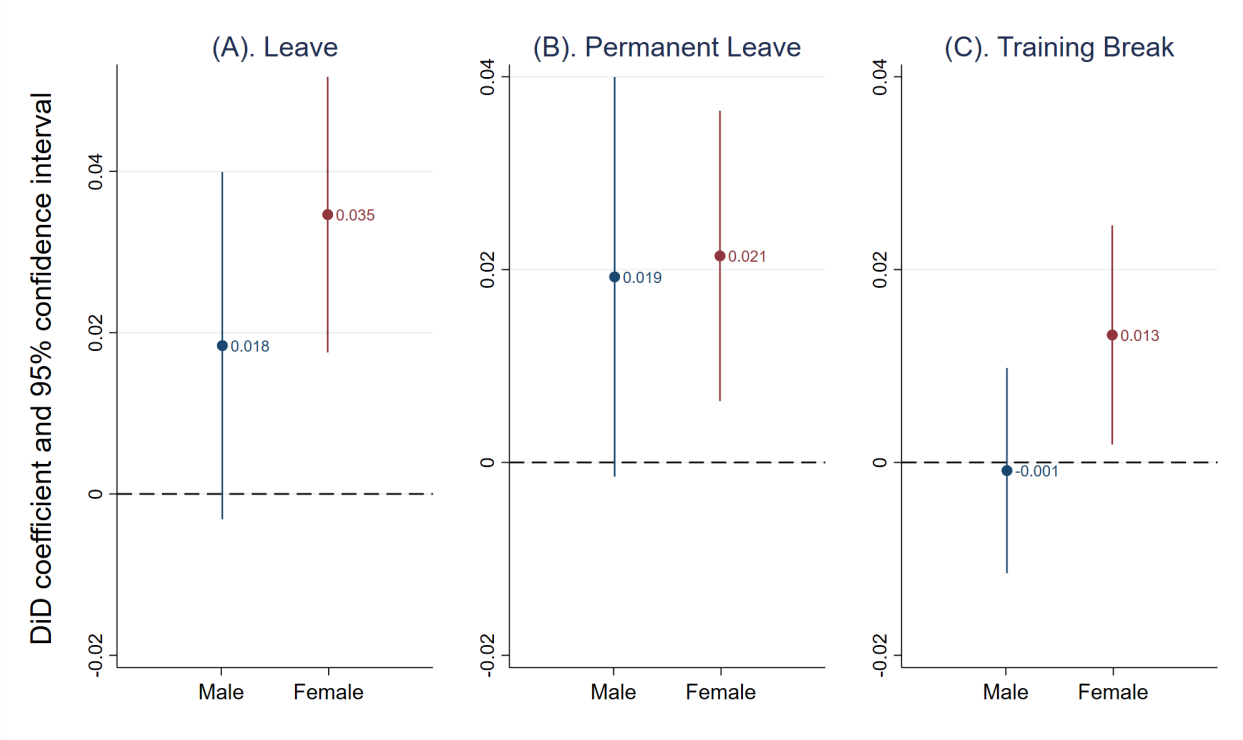 (A). Leave
(B). Permanent Leave
(C). Training Break
DiD coefficient and 95% confidence interval
0.04
0.02
0
-0.02
0.035
0.018
Male
Female
0.04
0.02
0
-0.02
0.019
0.021
Male
Female
0.04
0.02
0
-0.02
0.013
-0.001
Male
Female